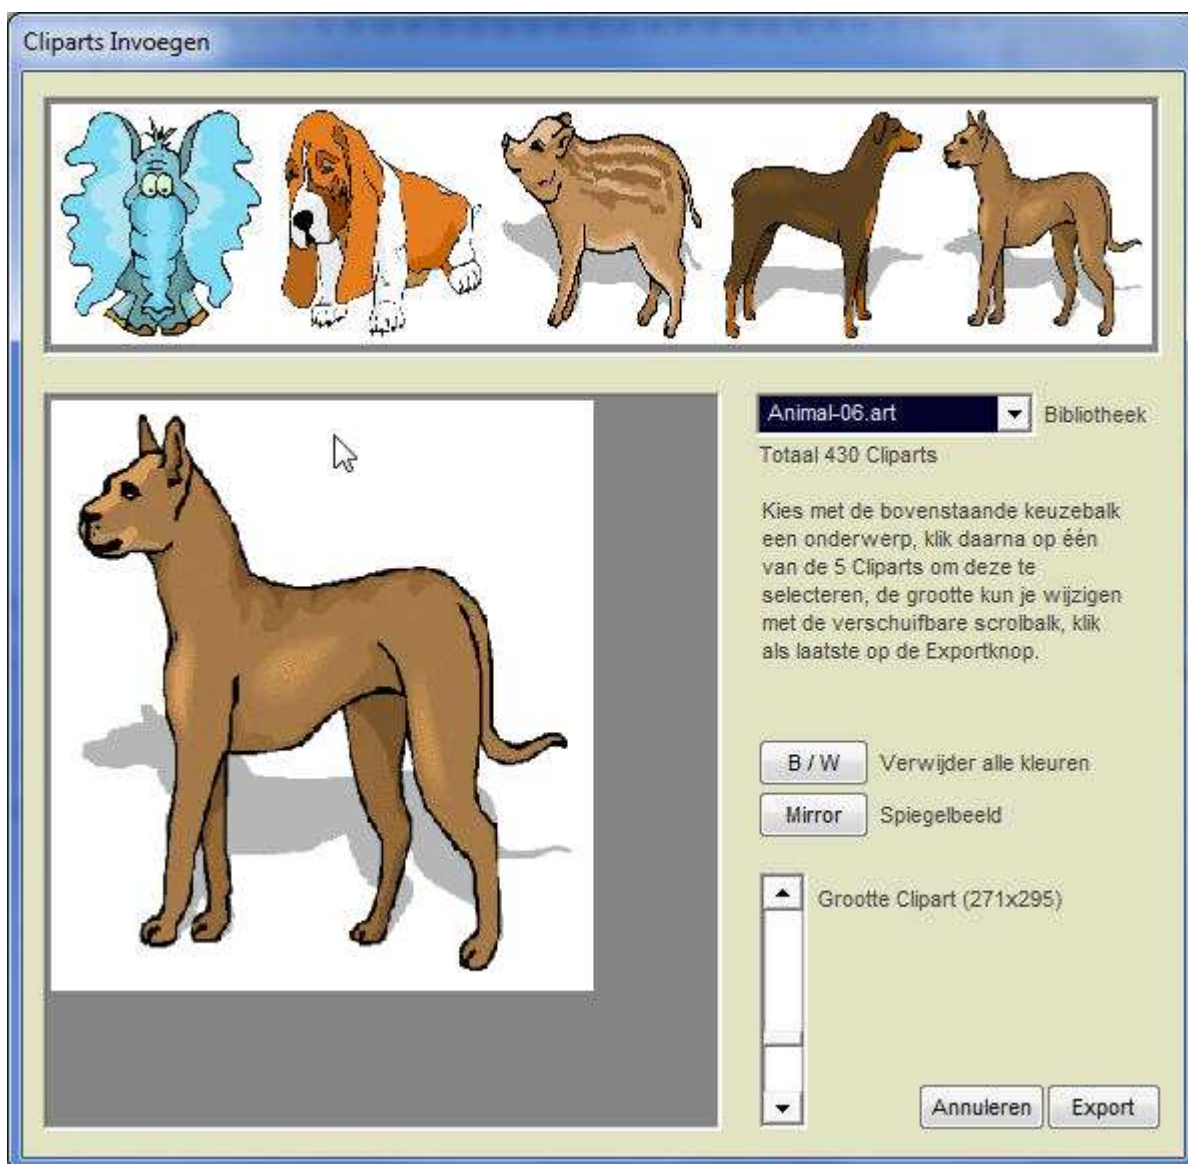 Cliparts Invoegen
Animal-06.art
Bibliotheek
Totaal 430 Cliparts
Kies met de bovenstaande keuzebalk
een onderwerp, klik daarna op één
van de 5 Cliparts om deze te
selecteren, de grootte kun je wijzigen
met de verschuifbare scrolbalk, klik
als laatste op de Exportknop.
B / W
Verwijder alle kleuren
Mirror
Spiegelbeeld
Grootte Clipart (271x295)
Annuleren
Export